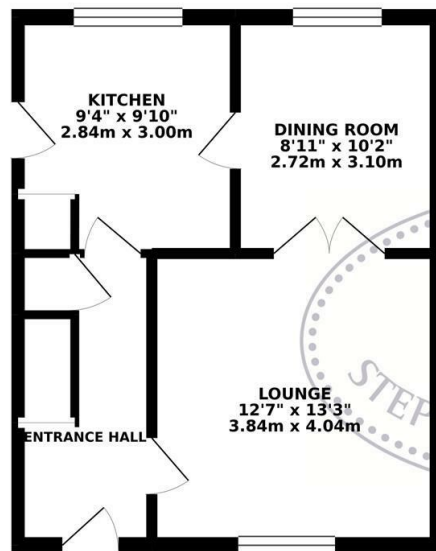 KITCHEN
9'4" x 9'10"
2.84m x 3.00m
DINING ROOM
8'11" x 10'2"
2.72m x 3.10m
LOUNGE
12'7" x 13'3"
3.84m x 4.04m
ENTRANCE HALL
STEP